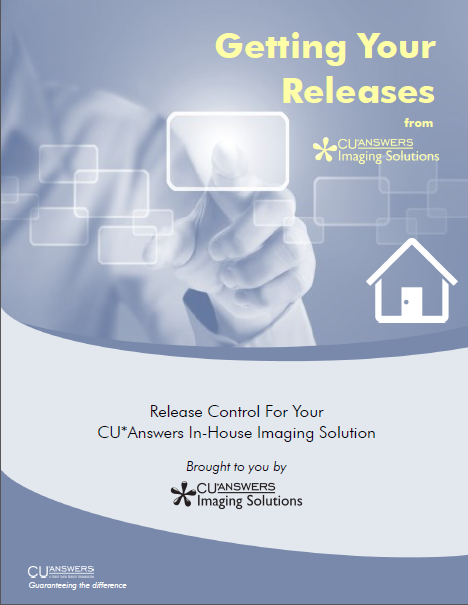 Getting Your
Releases
from
CU*ANSWERS
Imaging Solutions
Release Control For Your
CU*Answers In-House Imaging Solution
Brought to you by
CU*ANSWERS
Imaging Solutions
CU*ANSWERS
Guaranteeing the difference